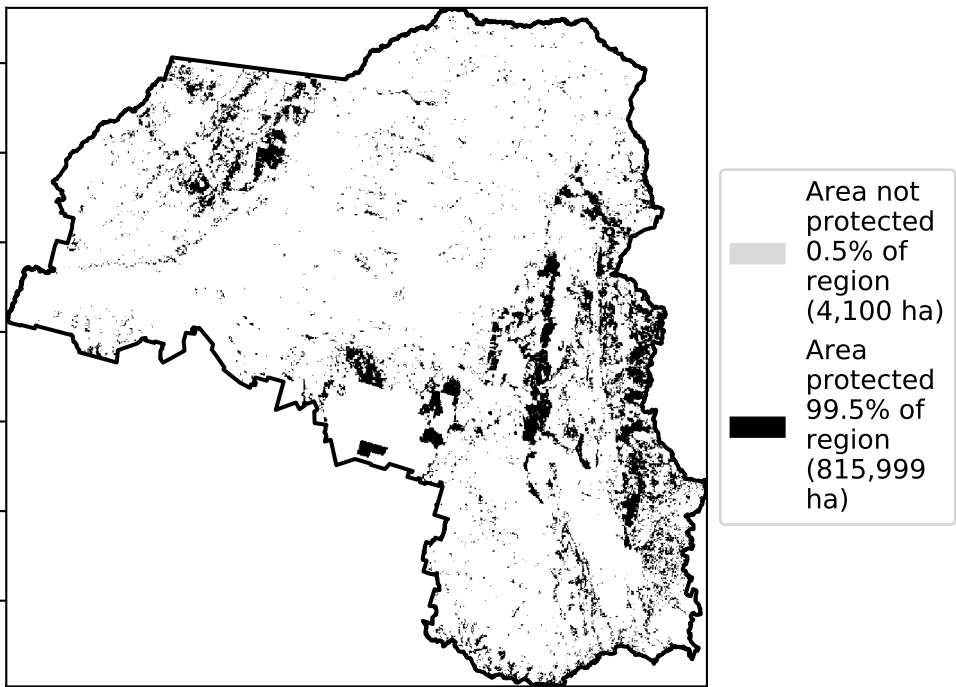 Area not
protected
0.5% of
region
(4,100 ha)
Area
protected
99.5% of
region
(815,999
ha)